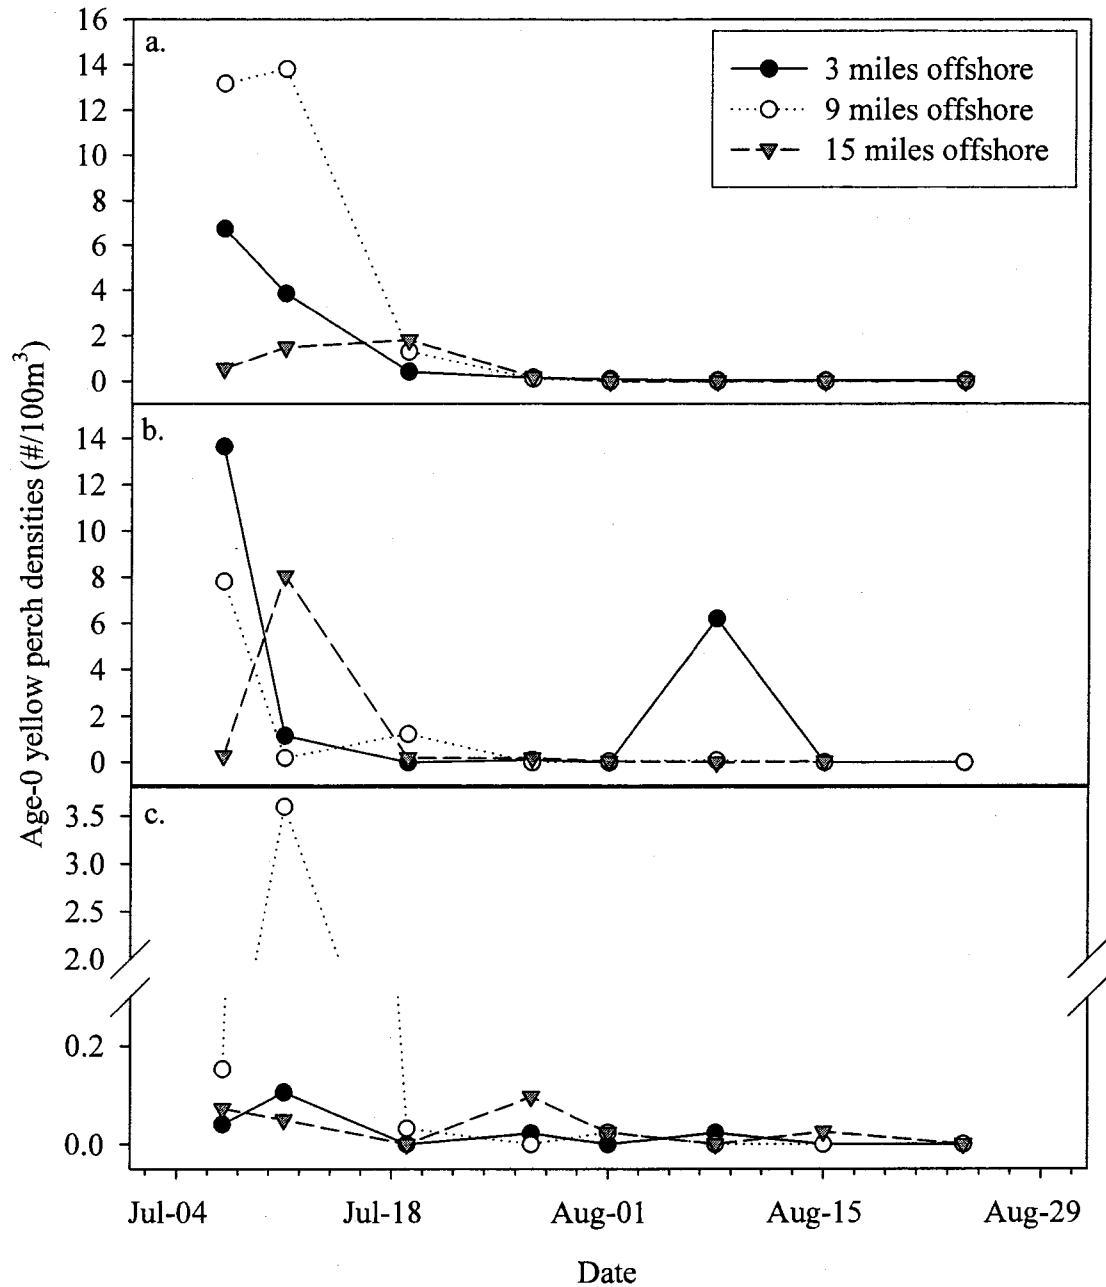 16
14
12
10
8
6
4
2
0
a.
3 miles offshore
9 miles offshore
15 miles offshore
14
12
10
8
6
4
2
0
b.
3.5
3.0
2.5
2.0
0.2
0.0
c.
Age-0 yellow perch densities (#/100m³)
Jul-04 Jul-18 Aug-01 Aug-15 Aug-29
Date